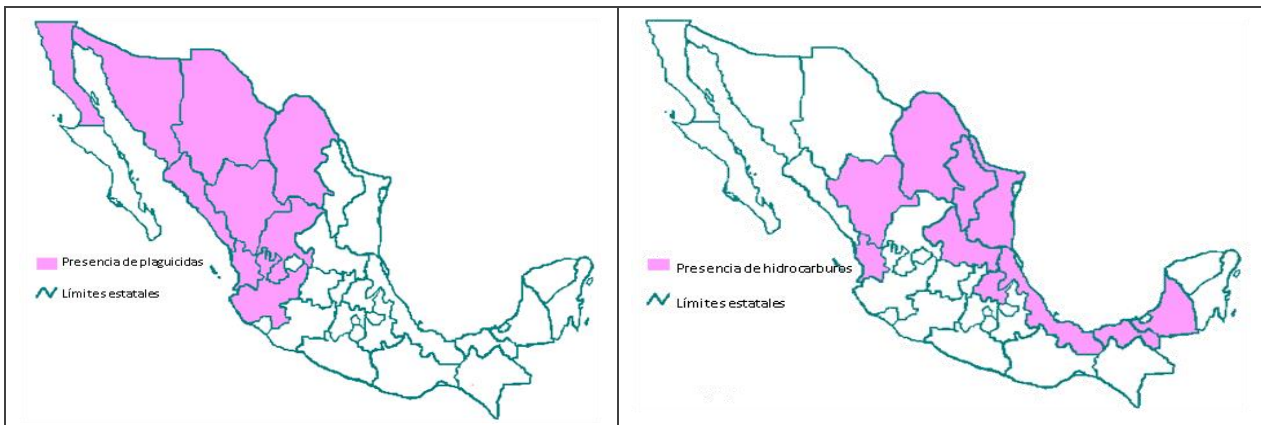 Presencia de plaguicidas
Límites estatales
Presencia de hidrocarburos
Límites estatales